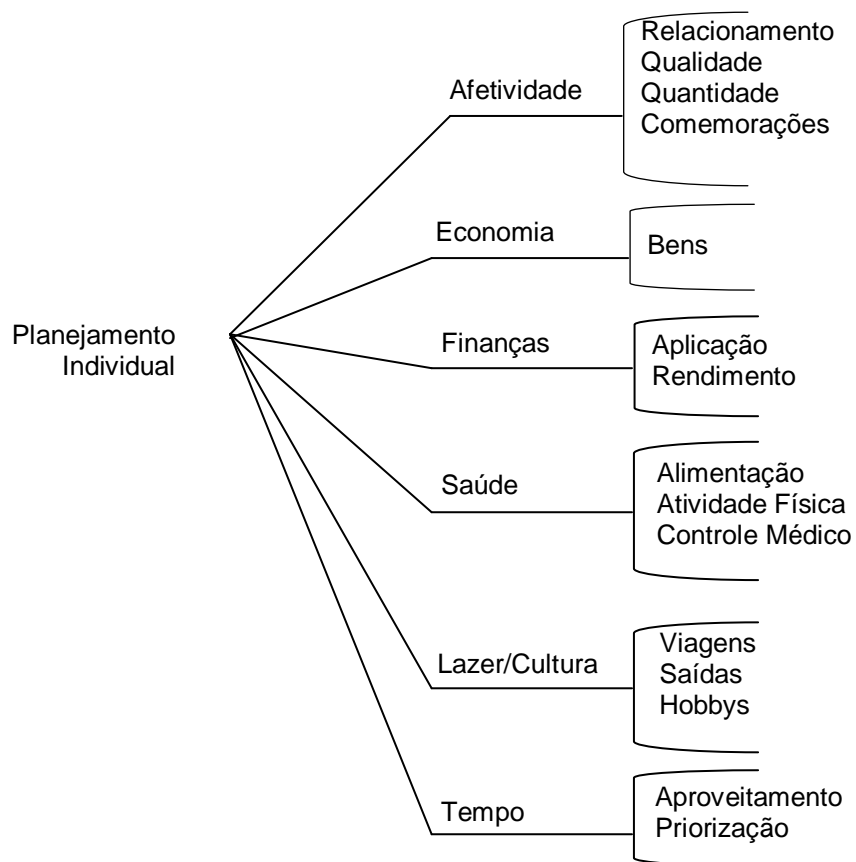 Planejamento
Individual
Afetividade
Relacionamento
Qualidade
Quantidade
Comemorações
Economia
Bens
Finanças
Aplicação
Rendimento
Saúde
Alimentação
Atividade Física
Controle Médico
Lazer/Cultura
Viagens
Saídas
Hobbys
Tempo
Aproveitamento
Priorização